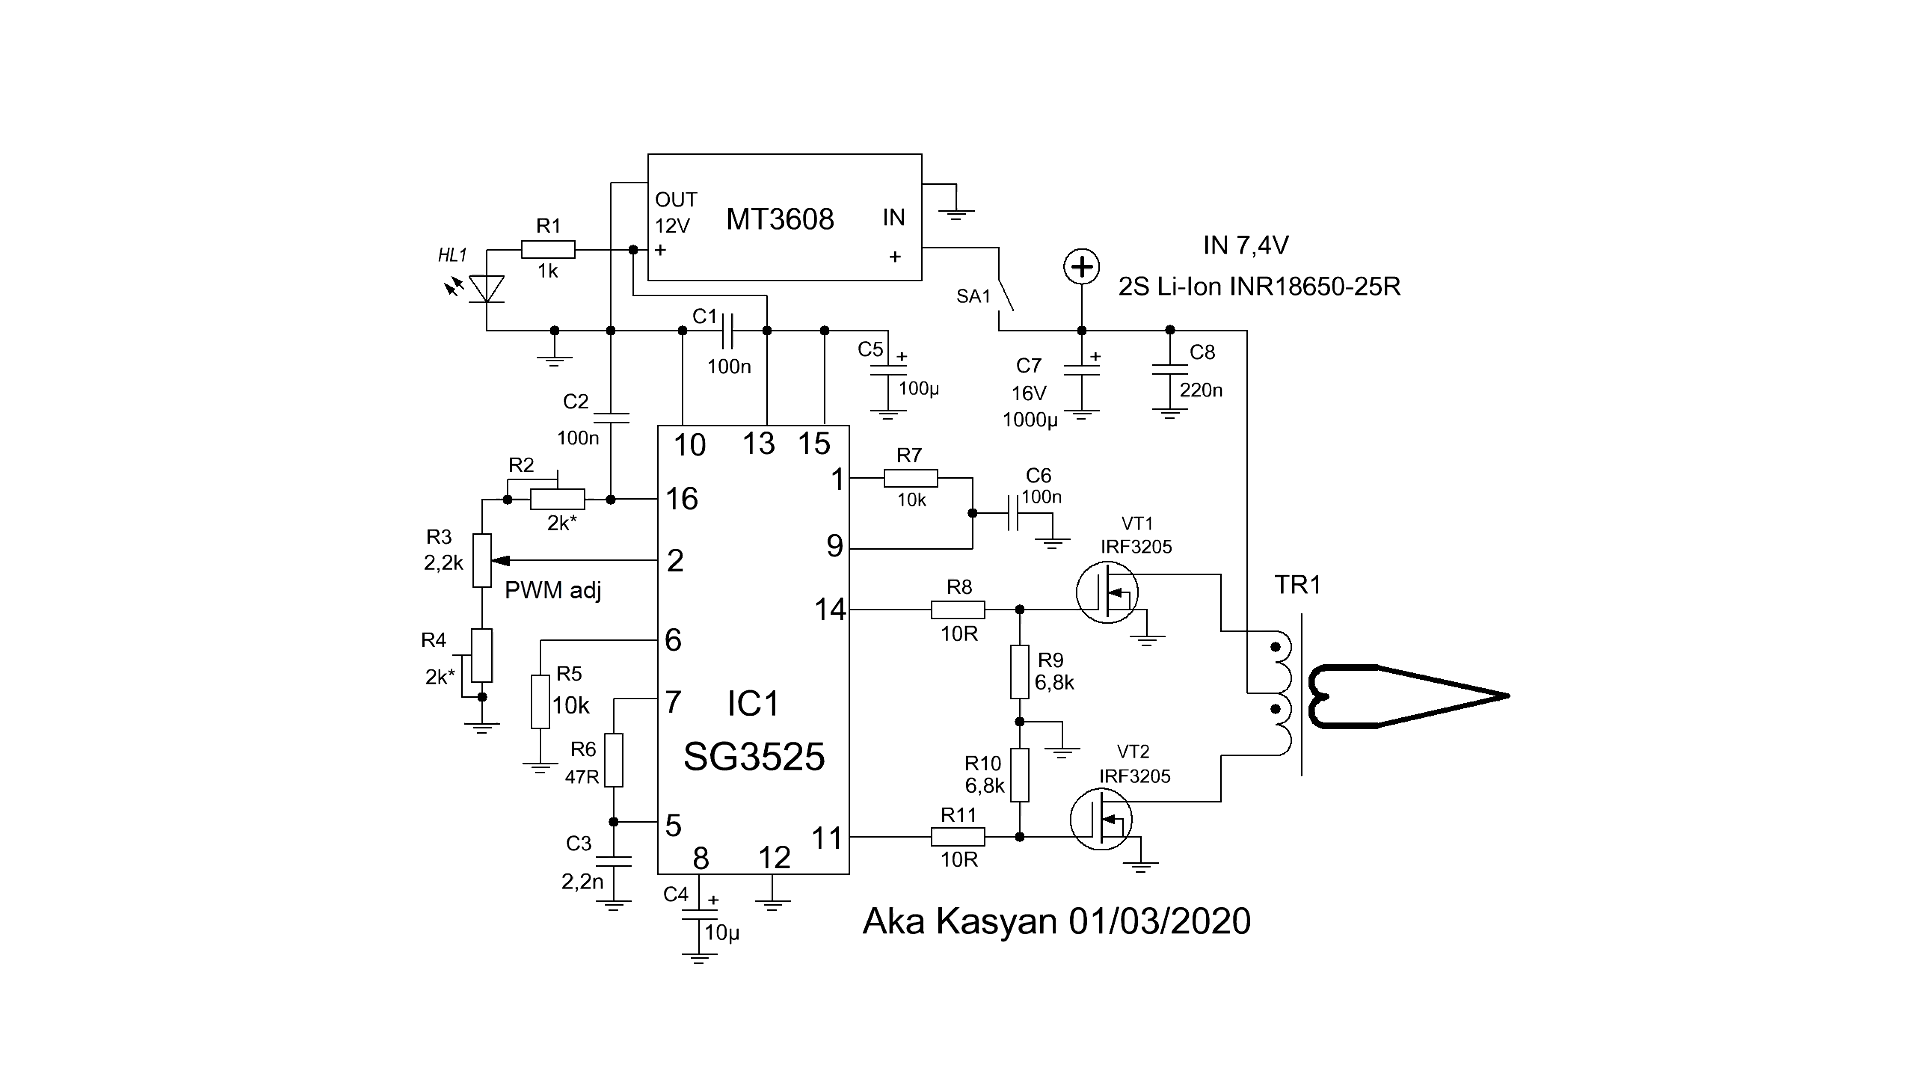 OUT
12V
+
MT3608
IN
+
R1
1k
HL1
SA1
IN 7,4V
2S Li-Ion INR18650-25R
C1
100n
C5
+
100µ
C7
+
16V
1000µ
C8
220n
C2
100n
10 13 15
R2
2k*
16
R3
2,2k
2
PWM adj
R4
2k*
6
R5
10k
7
R6
47R
5
C3
2,2n
IC1
SG3525
8 12
C4
+
10µ
1
R7
10k
C6
100n
9
14
R8
10R
VT1
IRF3205
R9
6,8k
R10
6,8k
VT2
IRF3205
11
R11
10R
TR1
Aka Kasyan 01/03/2020